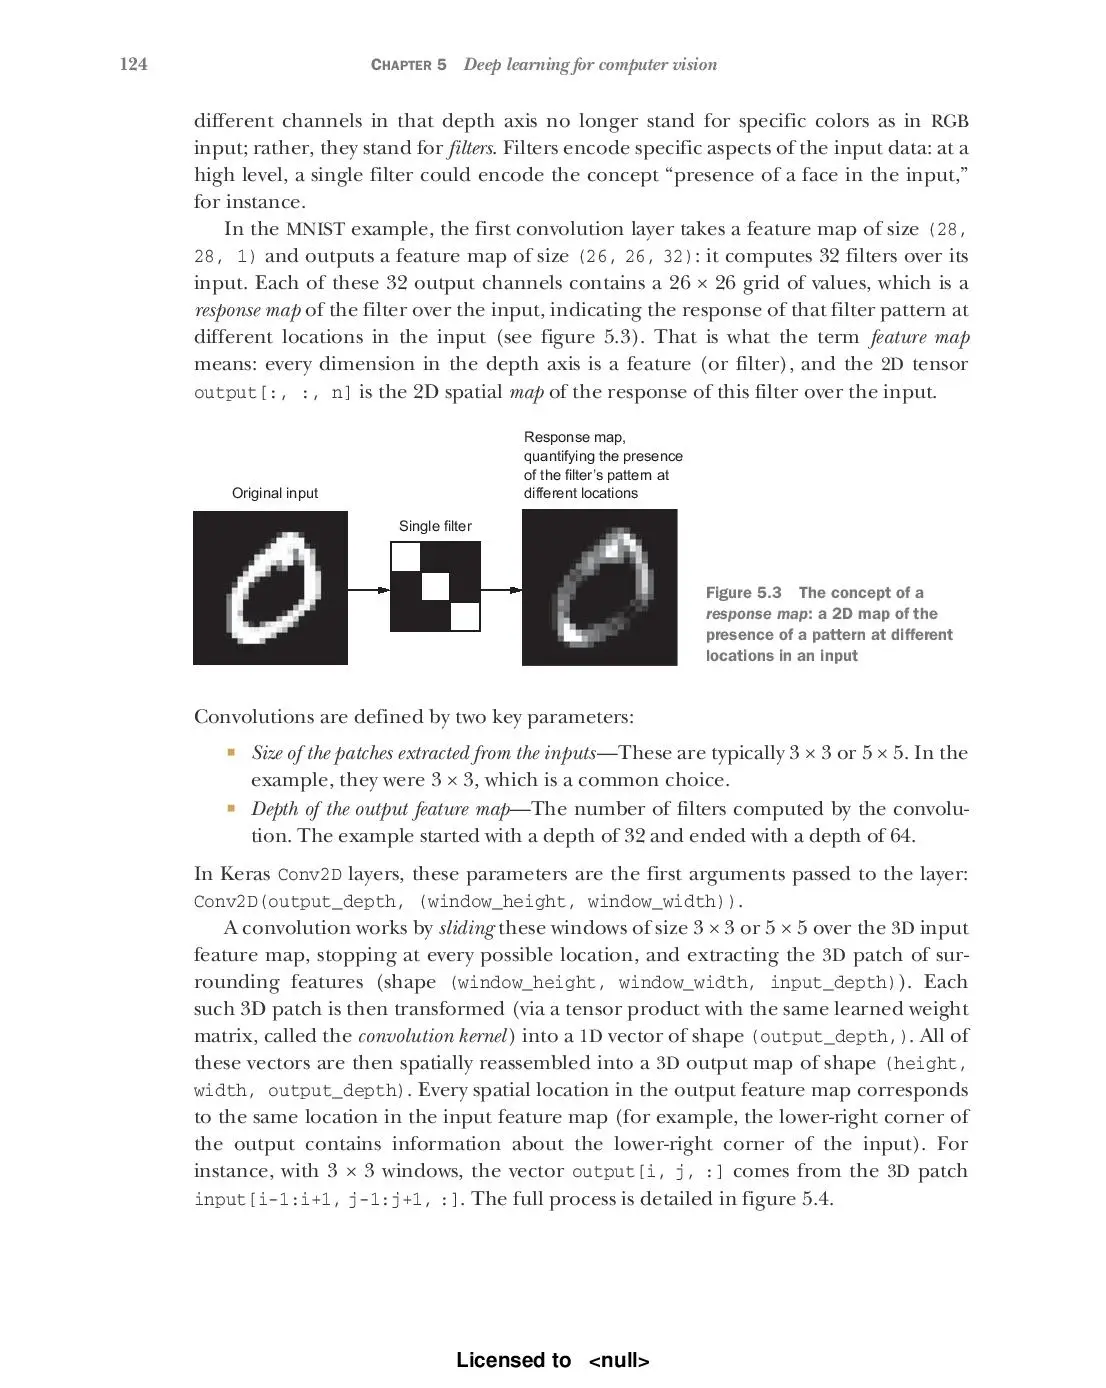 124
CHAPTER 5 Deep learning for computer vision
different channels in that depth axis no longer stand for specific colors as in RGB
input; rather, they stand for filters. Filters encode specific aspects of the input data: at a
high level, a single filter could encode the concept “presence of a face in the input,”
for instance.
In the MNIST example, the first convolution layer takes a feature map of size (28,
28, 1) and outputs a feature map of size (26, 26, 32): it computes 32 filters over its
input. Each of these 32 output channels contains a 26 × 26 grid of values, which is a
response map of the filter over the input, indicating the response of that filter pattern at
different locations in the input (see figure 5.3). That is what the term feature map
means: every dimension in the depth axis is a feature (or filter), and the 2D tensor
output[:, :, n] is the 2D spatial map of the response of this filter over the input.
Original input
Single filter
Response map,
quantifying the presence
of the filter’s pattern at
different locations
Figure 5.3 The concept of a
response map: a 2D map of the
presence of a pattern at different
locations in an input
Convolutions are defined by two key parameters:
■ Size of the patches extracted from the inputs—These are typically 3 × 3 or 5 × 5. In the
example, they were 3 × 3, which is a common choice.
■ Depth of the output feature map—The number of filters computed by the convolu-
tion. The example started with a depth of 32 and ended with a depth of 64.
In Keras Conv2D layers, these parameters are the first arguments passed to the layer:
Conv2D(output_depth, (window_height, window_width)).
A convolution works by sliding these windows of size 3 × 3 or 5 × 5 over the 3D input
feature map, stopping at every possible location, and extracting the 3D patch of sur-
rounding features (shape (window_height, window_width, input_depth)). Each
such 3D patch is then transformed (via a tensor product with the same learned weight
matrix, called the convolution kernel) into a 1D vector of shape (output_depth,). All of
these vectors are then spatially reassembled into a 3D output map of shape (height,
width, output_depth). Every spatial location in the output feature map corresponds
to the same location in the input feature map (for example, the lower-right corner of
the output contains information about the lower-right corner of the input). For
instance, with 3 × 3 windows, the vector output[i, j, :] comes from the 3D patch
input[i-1:i+1, j-1:j+1, :]. The full process is detailed in figure 5.4.
Licensed to <null>